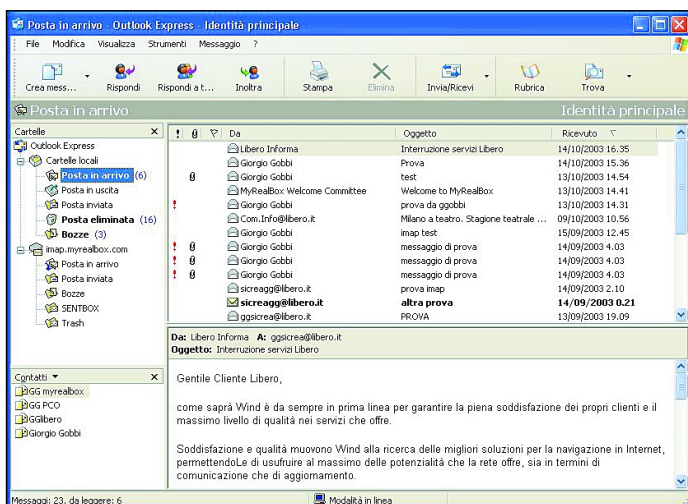 Posta in arrivo - Outlook Express - Identità principale
File Modifica Visualizza Strumenti Messaggio ?
Crea mess... Rispondi Rispondi a t... Inoltra Stampa Elimina Invia/Ricevi Rubrica Trova
Posta in arrivo Identità principale
Cartelle
Outlook Express
Cartelle locali
Posta in arrivo (6)
Posta in uscita
Posta inviata
Posta eliminata (16)
Bozze (3)
imap.myrealbox.com
Posta in arrivo
Posta inviata
Bozze
SENTBOX
Trash
Contatti
GG myrealbox
GG PCO
GGlibero
Giorgio Gobbi
! Da Oggetto Ricevuto
Libero Informa Interruzione servizi Libero 14/10/2003 16.35
Giorgio Gobbi Prova 14/10/2003 15.36
Giorgio Gobbi test 13/10/2003 14.54
MyRealBox Welcome Committee Welcome to MyRealBox 13/10/2003 14.41
! Giorgio Gobbi prova da ggobbi 13/10/2003 14.31
Com.Info@libero.it Milano a teatro. Stagione teatrale ... 09/10/2003 10.56
Giorgio Gobbi imap test 15/09/2003 12.45
! Giorgio Gobbi messaggio di prova 14/09/2003 4.03
! Giorgio Gobbi messaggio di prova 14/09/2003 4.03
! Giorgio Gobbi messaggio di prova 14/09/2003 4.03
sicreagg@libero.it prova imap 14/09/2003 2.10
sicreagg@libero.it altra prova 14/09/2003 0.21
ggsicrea@libero.it PROVA 13/09/2003 19.09
Da: Libero Informa A: ggsicrea@libero.it
Oggetto: Interruzione servizi Libero
Gentile Cliente Libero,
come saprà Wind è da sempre in prima linea per garantire la piena soddisfazione dei propri clienti e il
massimo livello di qualità nei servizi che offre.
Soddisfazione e qualità muovono Wind alla ricerca delle migliori soluzioni per la navigazione in Internet,
permettendoLe di usufruire al massimo delle potenzialità che la rete offre, sia in termini di
comunicazione che di aggiornamento.
Messaggi: 23, da leggere: 6 Modalità in linea